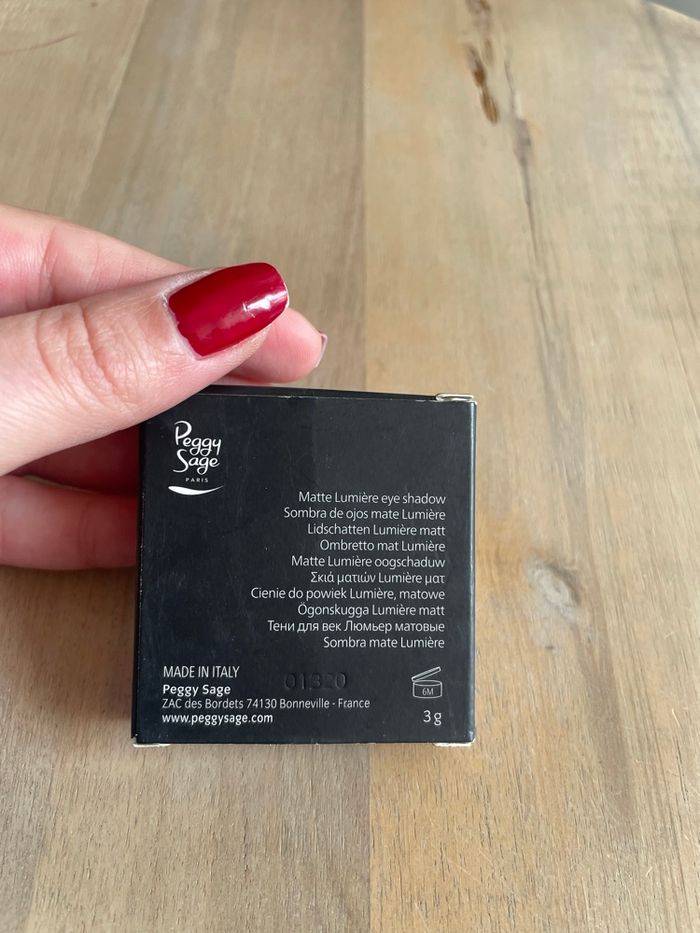 Peggy
Sage
PARIS
Matte Lumière eye shadow
Sombra de ojos mate Lumière
Lidschatten Lumière matt
Ombretto mat Lumière
Matte Lumière oogschaduw
Σκιά ματιών Lumière ματ
Cienie do powiek Lumière, matowe
Ögonskugga Lumière matt
Тени для век Люмьер матовые
Sombra mate Lumière
MADE IN ITALY
01320
Peggy Sage
ZAC des Bordets 74130 Bonneville - France
www.peggysage.com
6M
3 g